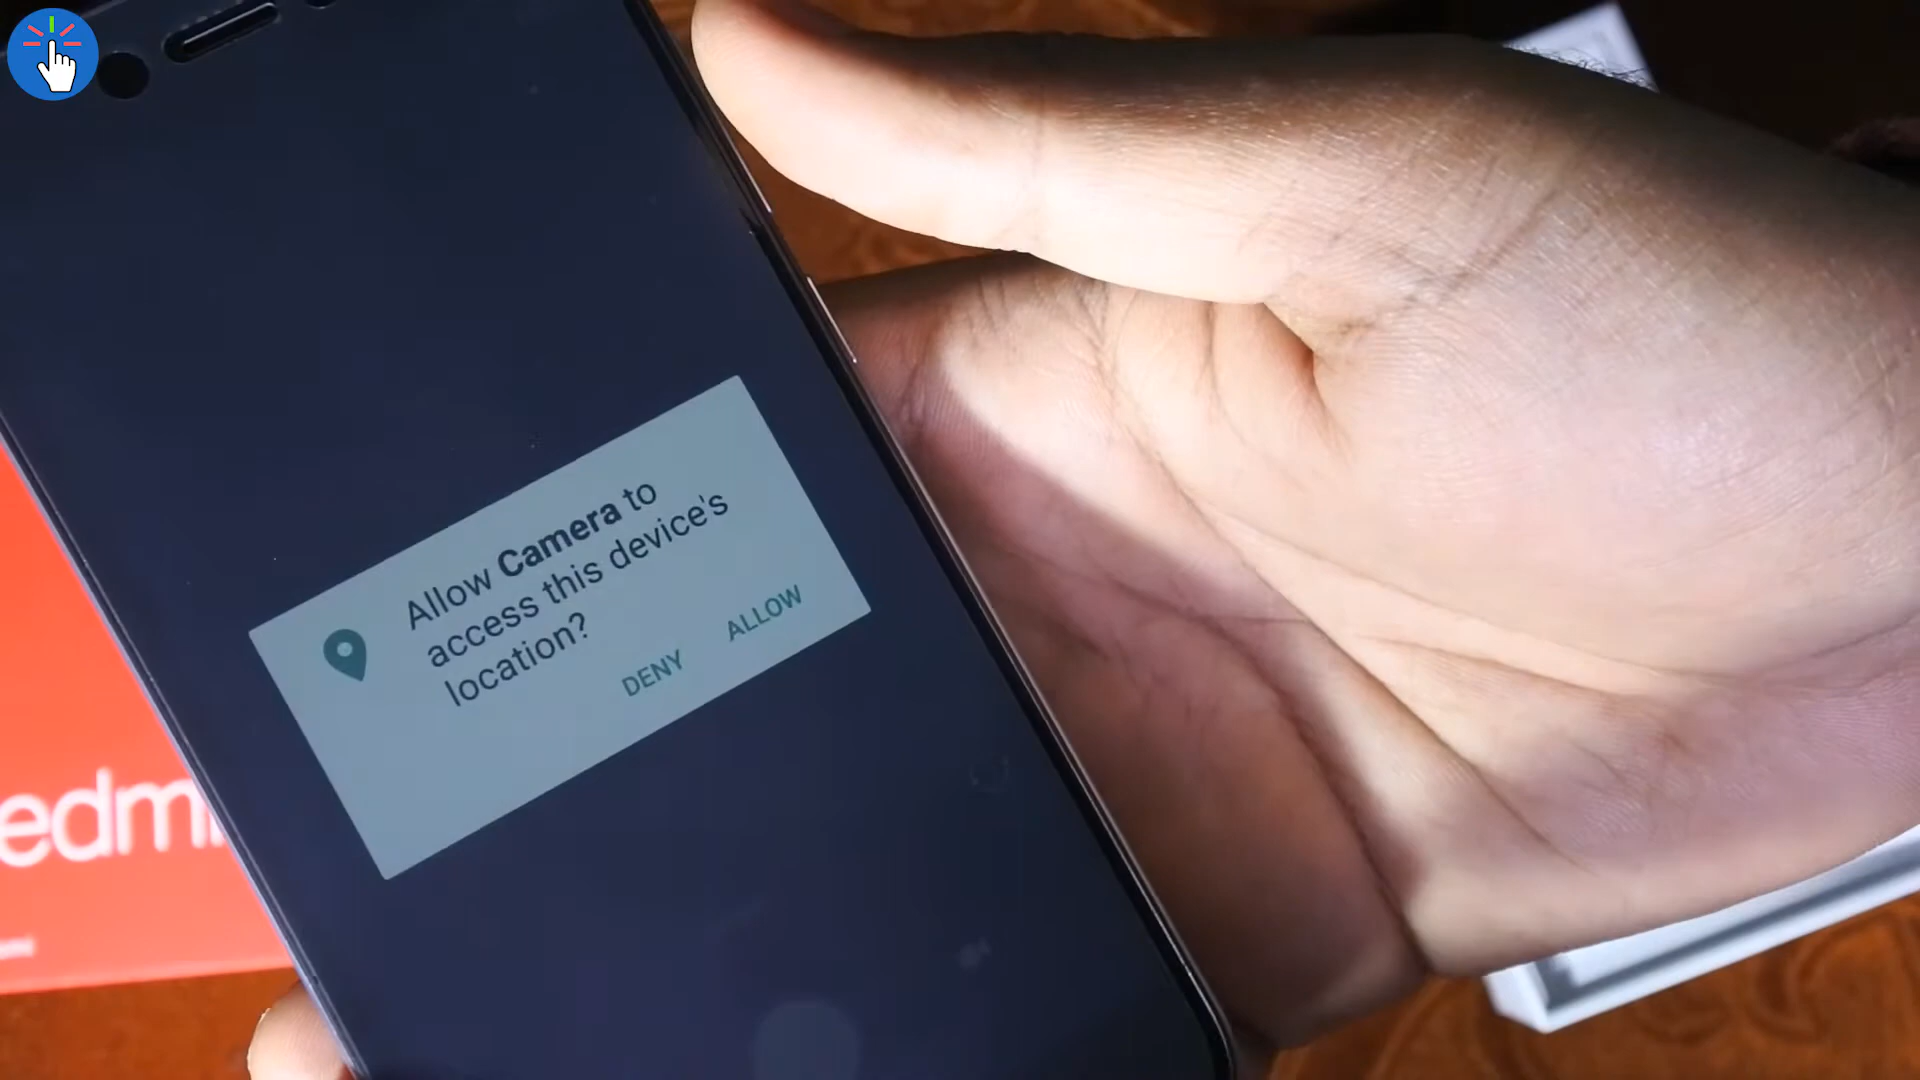 Allow Camera to
access this device's
location?
DENY ALLOW
edmi